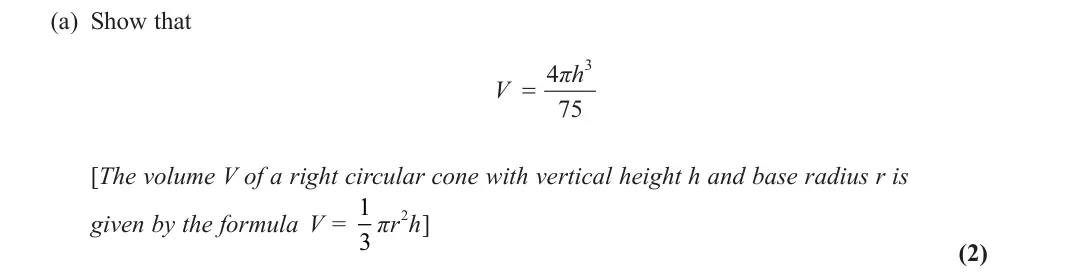 (a) Show that
V = 4πh³/75
[The volume V of a right circular cone with vertical height h and base radius r is
given by the formula V = 1/3 πr²h]
(2)